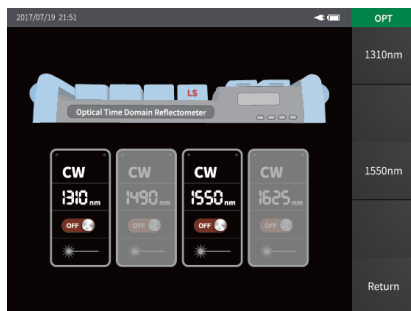 2017/07/19 21:51
OPT
1310nm
LS
Optical Time Domain Reflectometer
CW
1310 nm
OFF
CW
1490 nm
OFF
CW
1550 nm
OFF
CW
1625 nm
OFF
1550nm
Return